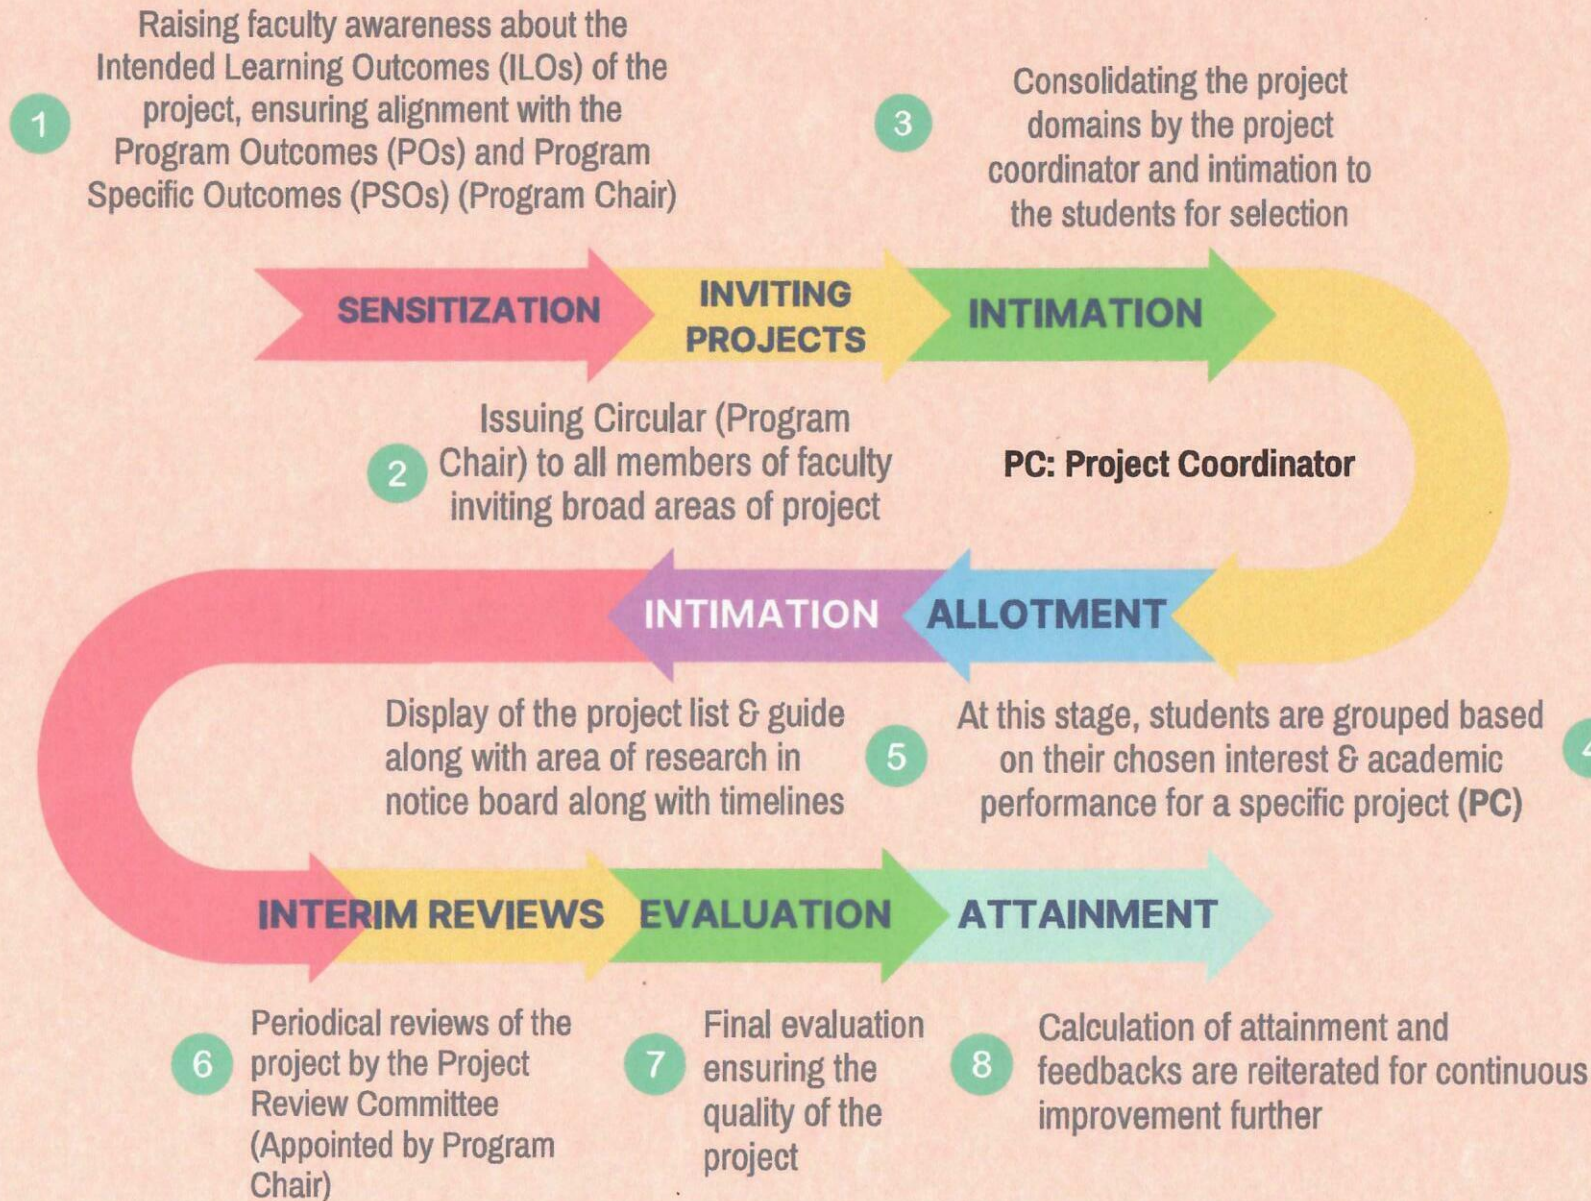 Raising faculty awareness about the
Intended Learning Outcomes (ILOs) of the
1
project, ensuring alignment with the
Program Outcomes (POs) and Program
Specific Outcomes (PSOs) (Program Chair)
3
Consolidating the project
domains by the project
coordinator and intimation to
the students for selection
SENSITIZATION
INVITING
PROJECTS
INTIMATION
2
Issuing Circular (Program
Chair) to all members of faculty
inviting broad areas of project
PC: Project Coordinator
INTIMATION
ALLOTMENT
Display of the project list & guide
along with area of research in
notice board along with timelines
5
At this stage, students are grouped based
on their chosen interest & academic
performance for a specific project (PC)
4
INTERIM REVIEWS
EVALUATION
ATTAINMENT
6
Periodical reviews of the
project by the Project
Review Committee
(Appointed by Program
Chair)
7
Final evaluation
ensuring the
quality of the
project
8
Calculation of attainment and
feedbacks are reiterated for continuous
improvement further